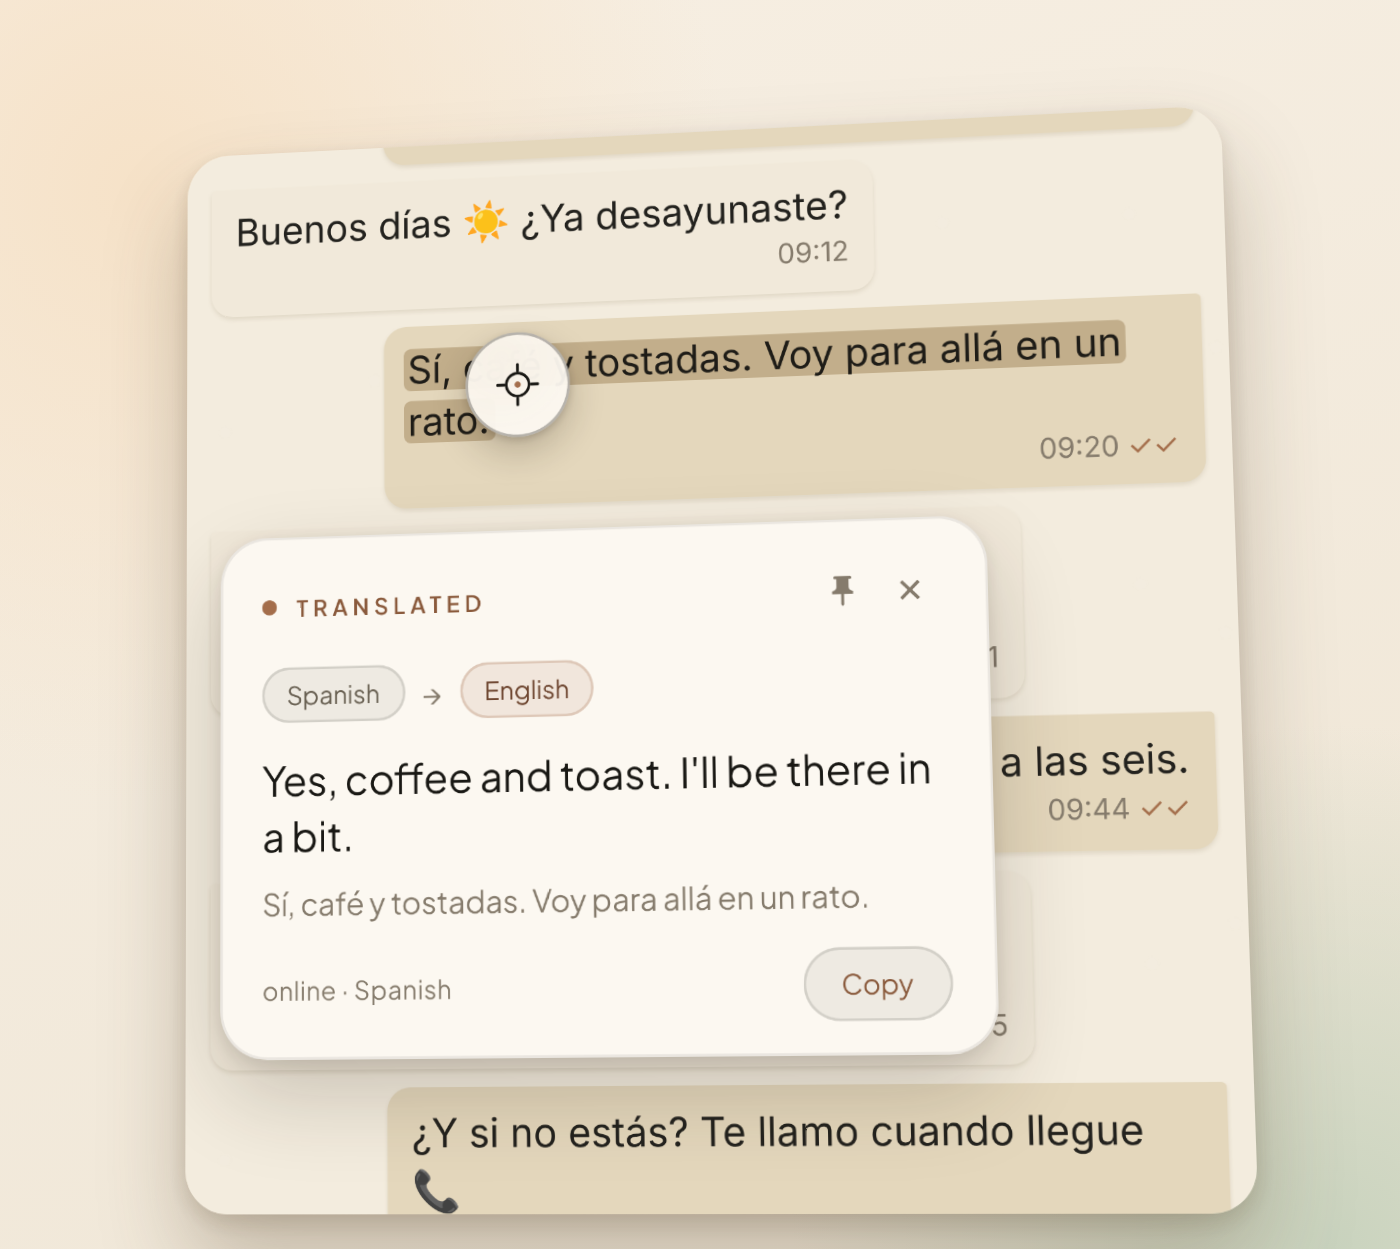 Buenos días ☀️ ¿Ya desayunaste?
09:12
Sí, y tostadas. Voy para allá en un
rato.
09:20
TRANSLATED
Spanish → English
Yes, coffee and toast. I'll be there in
a bit.
Sí, café y tostadas. Voy para allá en un rato.
online · Spanish
Copy
1
a las seis.
09:44
5
¿Y si no estás? Te llamo cuando llegue
📞